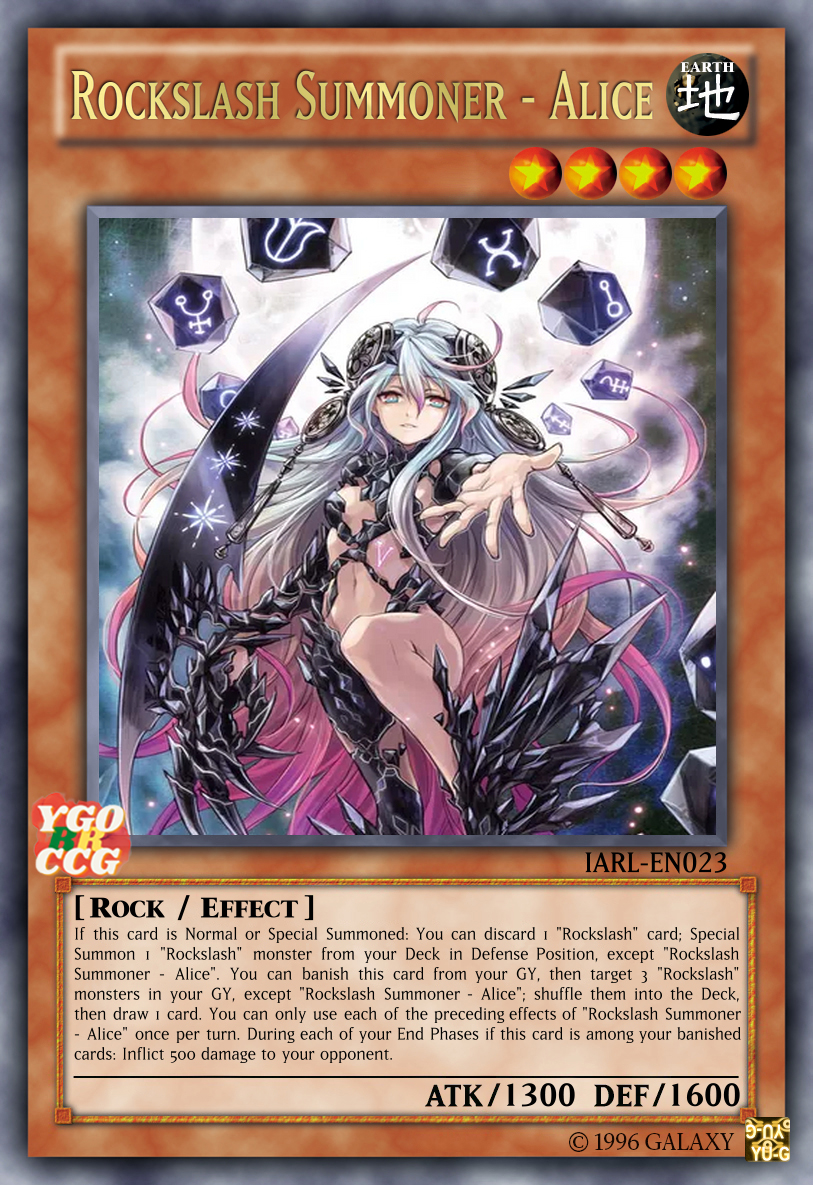 Rockslash Summoner - Alice
EARTH
地
YGO
RR
CCG
IARL-EN023
[ Rock / Effect ]
If this card is Normal or Special Summoned: You can discard 1 "Rockslash" card; Special
Summon 1 "Rockslash" monster from your Deck in Defense Position, except "Rockslash
Summoner - Alice". You can banish this card from your GY, then target 3 "Rockslash"
monsters in your GY, except "Rockslash Summoner - Alice"; shuffle them into the Deck,
then draw 1 card. You can only use each of the preceding effects of "Rockslash Summoner
- Alice" once per turn. During each of your End Phases if this card is among your banished
cards: Inflict 500 damage to your opponent.
ATK/1300 DEF/1600
© 1996 GALAXY